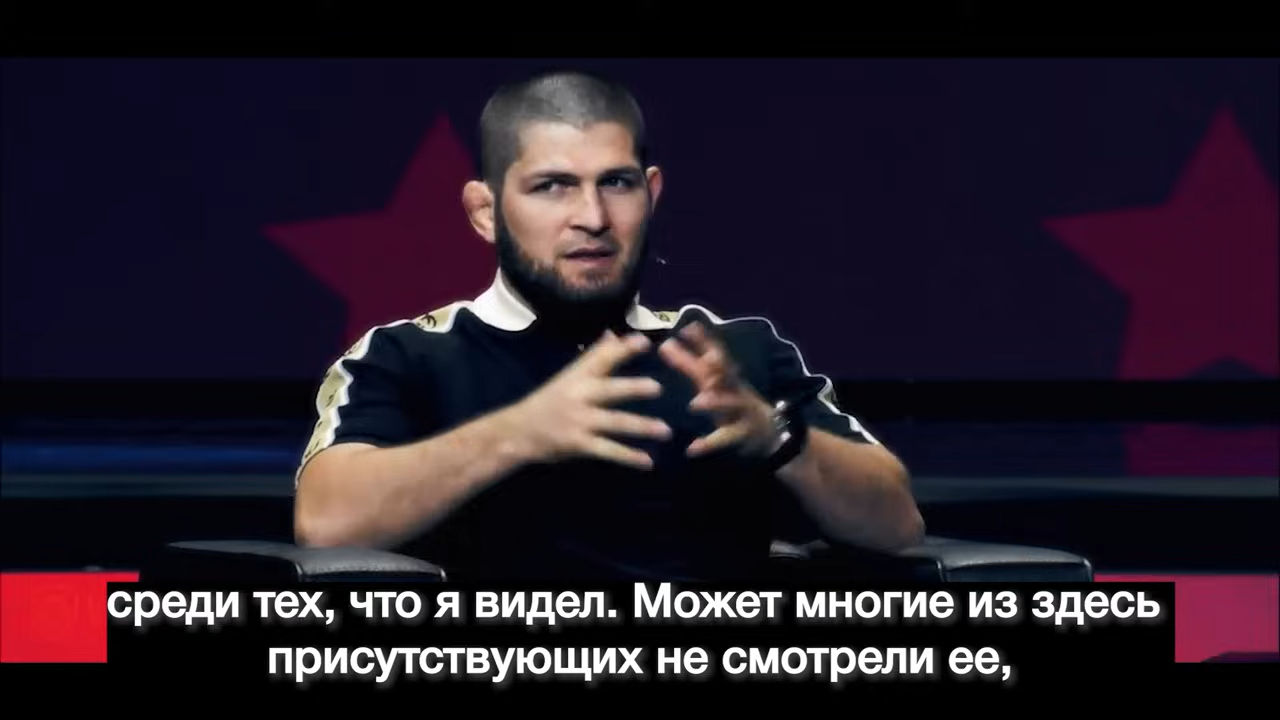 среди тех, что я видел. Может многие из здесь
присутствующих не смотрели ее,